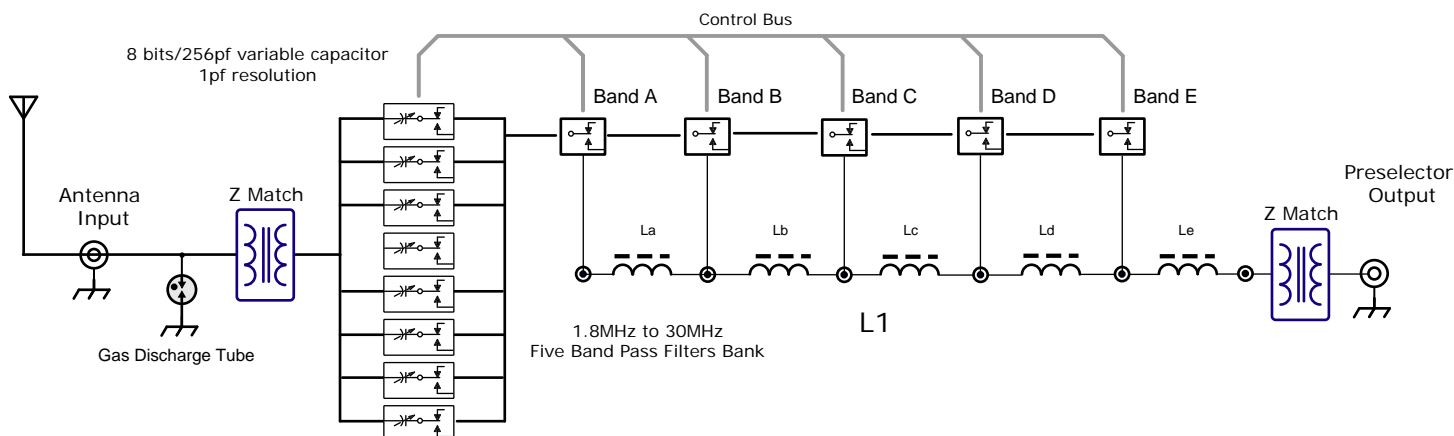 Control Bus
8 bits/256pf variable capacitor
1pf resolution
Band A
Band B
Band C
Band D
Band E
Antenna
Input
Z Match
Preselector
Output
Z Match
La
Lb
Lc
Ld
Le
L1
1.8MHz to 30MHz
Five Band Pass Filters Bank
Gas Discharge Tube